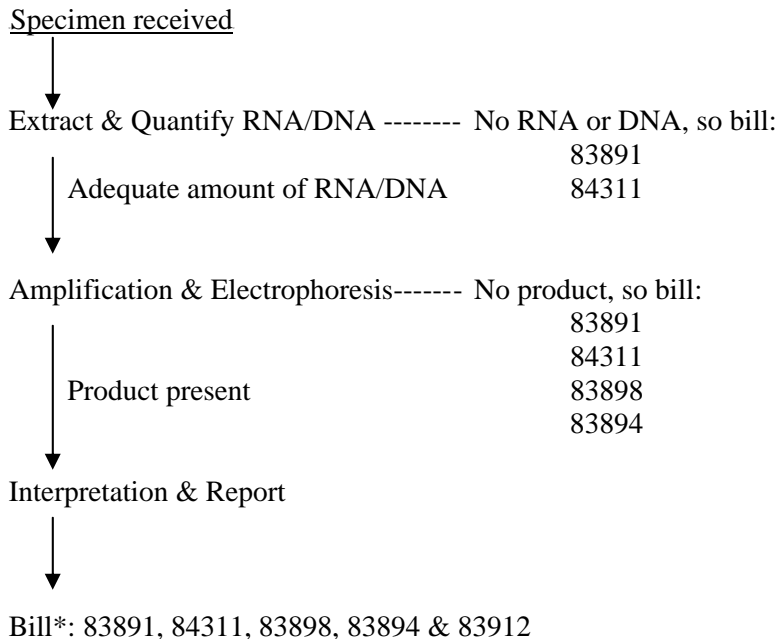 Specimen received
Extract & Quantify RNA/DNA -------- No RNA or DNA, so bill:
83891
Adequate amount of RNA/DNA 84311
Amplification & Electrophoresis------- No product, so bill:
83891
84311
Product present 83898
83894
Interpretation & Report
Bill*: 83891, 84311, 83898, 83894 & 83912